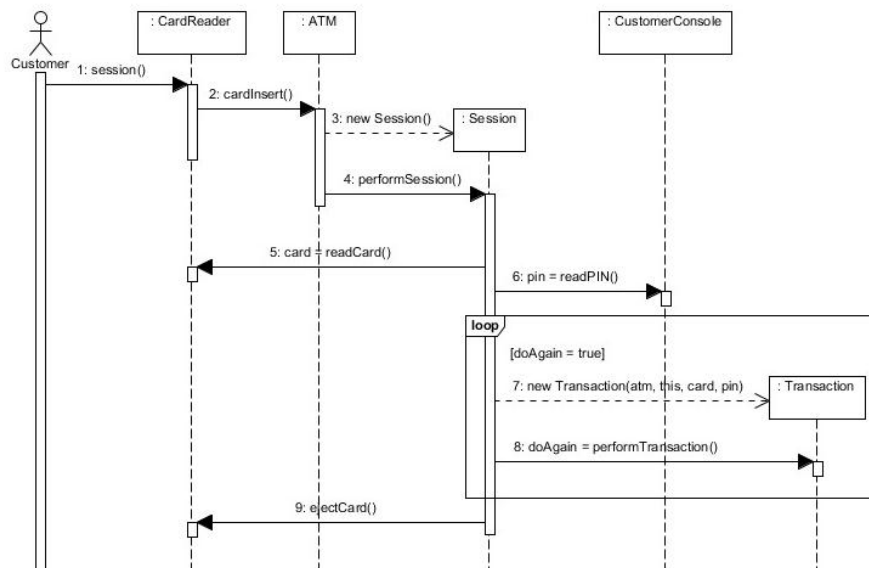 : CardReader
: ATM
: CustomerConsole
Customer
1: session()
2: cardInsert()
3: new Session()
: Session
4: performSession()
5: card = readCard()
6: pin = readPIN()
loop
[doAgain = true]
7: new Transaction(atm, this, card, pin)
: Transaction
8: doAgain = performTransaction()
9: ejectCard()